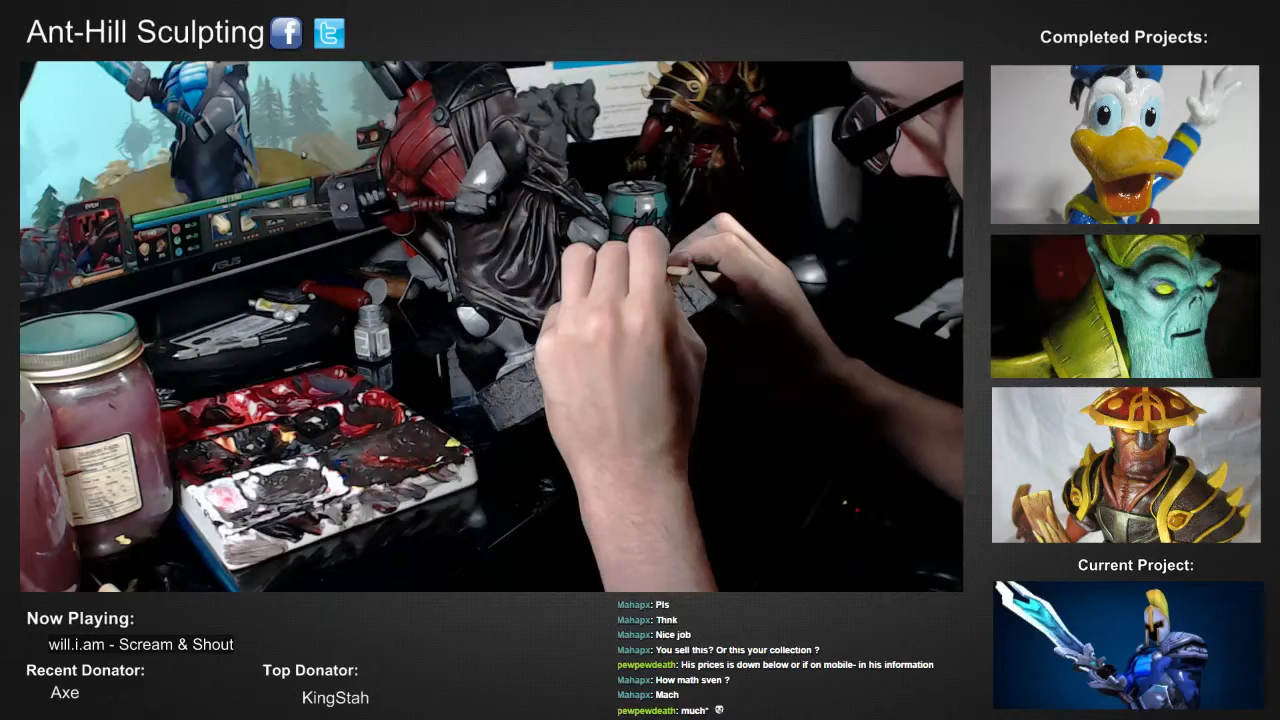 Ant-Hill Sculpting
Completed Projects:
SVEN
ASUS
Current Project:
Now Playing:
will.i.am - Scream & Shout
Recent Donator:
Axe
Top Donator:
KingStah
Mahapx: Pls
Mahapx: Thnk
Mahapx: Nice job
Mahapx: You sell this? Or this your collection ?
pewpewdeath: His prices is down below or if on mobile- in his information
Mahapx: How math sven ?
Mahapx: Mach
pewpewdeath: much*